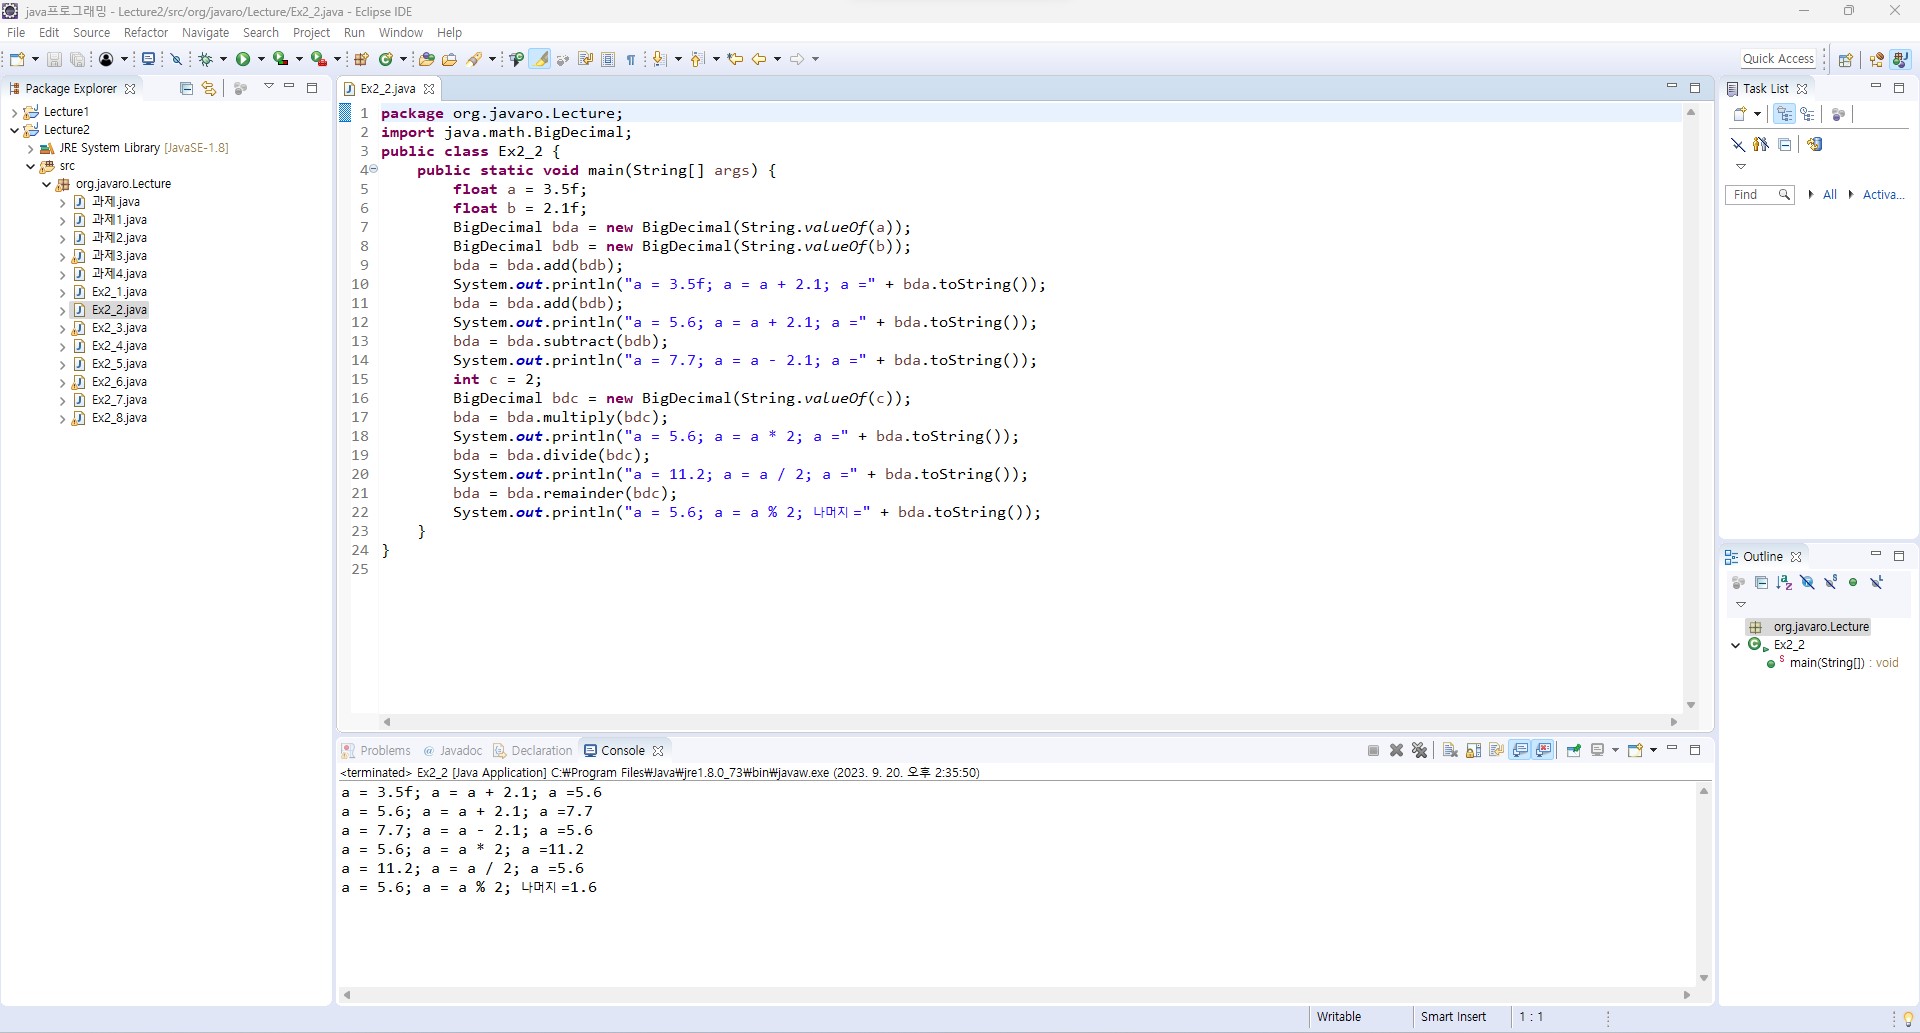 java프로그래밍 - Lecture2/src/org/javaro/Lecture/Ex2_2.java - Eclipse IDE
File Edit Source Refactor Navigate Search Project Run Window Help
Quick Access
Package Explorer
Lecture1
Lecture2
JRE System Library [JavaSE-1.8]
src
org.javaro.Lecture
과제.java
과제1.java
과제2.java
과제3.java
과제4.java
Ex2_1.java
Ex2_2.java
Ex2_3.java
Ex2_4.java
Ex2_5.java
Ex2_6.java
Ex2_7.java
Ex2_8.java
Ex2_2.java
1 package org.javaro.Lecture;
2 import java.math.BigDecimal;
3 public class Ex2_2 {
4 public static void main(String[] args) {
5 float a = 3.5f;
6 float b = 2.1f;
7 BigDecimal bda = new BigDecimal(String.valueOf(a));
8 BigDecimal bdb = new BigDecimal(String.valueOf(b));
9 bda = bda.add(bdb);
10 System.out.println("a = 3.5f; a = a + 2.1; a =" + bda.toString());
11 bda = bda.add(bdb);
12 System.out.println("a = 5.6; a = a + 2.1; a =" + bda.toString());
13 bda = bda.subtract(bdb);
14 System.out.println("a = 7.7; a = a - 2.1; a =" + bda.toString());
15 int c = 2;
16 BigDecimal bdc = new BigDecimal(String.valueOf(c));
17 bda = bda.multiply(bdc);
18 System.out.println("a = 5.6; a = a * 2; a =" + bda.toString());
19 bda = bda.divide(bdc);
20 System.out.println("a = 11.2; a = a / 2; a =" + bda.toString());
21 bda = bda.remainder(bdc);
22 System.out.println("a = 5.6; a = a % 2; 나머지 =" + bda.toString());
23 }
24 }
25
Problems @ Javadoc Declaration Console
<terminated> Ex2_2 [Java Application] C:₩Program Files₩Java₩jre1.8.0_73₩bin₩javaw.exe (2023. 9. 20. 오후 2:35:50)
a = 3.5f; a = a + 2.1; a =5.6
a = 5.6; a = a + 2.1; a =7.7
a = 7.7; a = a - 2.1; a =5.6
a = 5.6; a = a * 2; a =11.2
a = 11.2; a = a / 2; a =5.6
a = 5.6; a = a % 2; 나머지 =1.6
Task List
Find All Activa...
Outline
org.javaro.Lecture
Ex2_2
main(String[]) : void
Writable Smart Insert 1 : 1